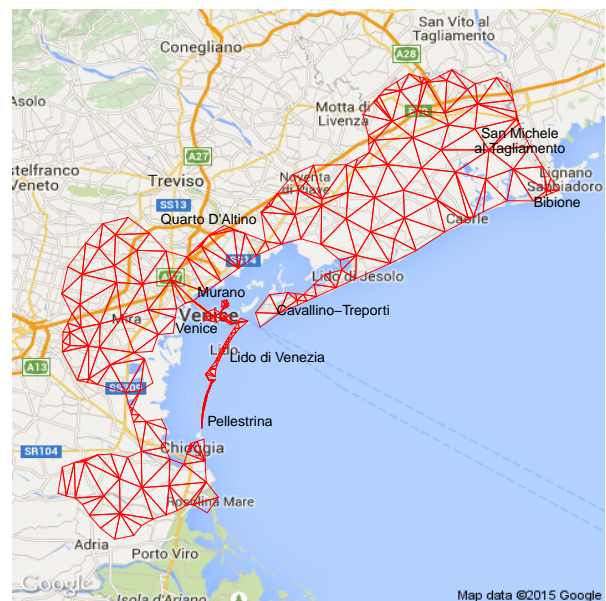 San Vito al
Tagliamento
Conegliano
A28
Asolo
Motta di
Livenza
A27
San Michele
al Tagliamento
stelfranco
Veneto
Treviso
Noventa
di Piave
Lignano
Sabbiadoro
SS13
Bibione
Quarto D'Altino
Caorle
SS14
Lido di Jesolo
Murano
Cavallino−Treporti
Mira
Venice
Venice
Lido
Lido di Venezia
A13
SS309
Pellestrina
SR104
Chioggia
Rosolina Mare
Adria
Porto Viro
Google
Isola d'Ariano
Map data ©2015 Google